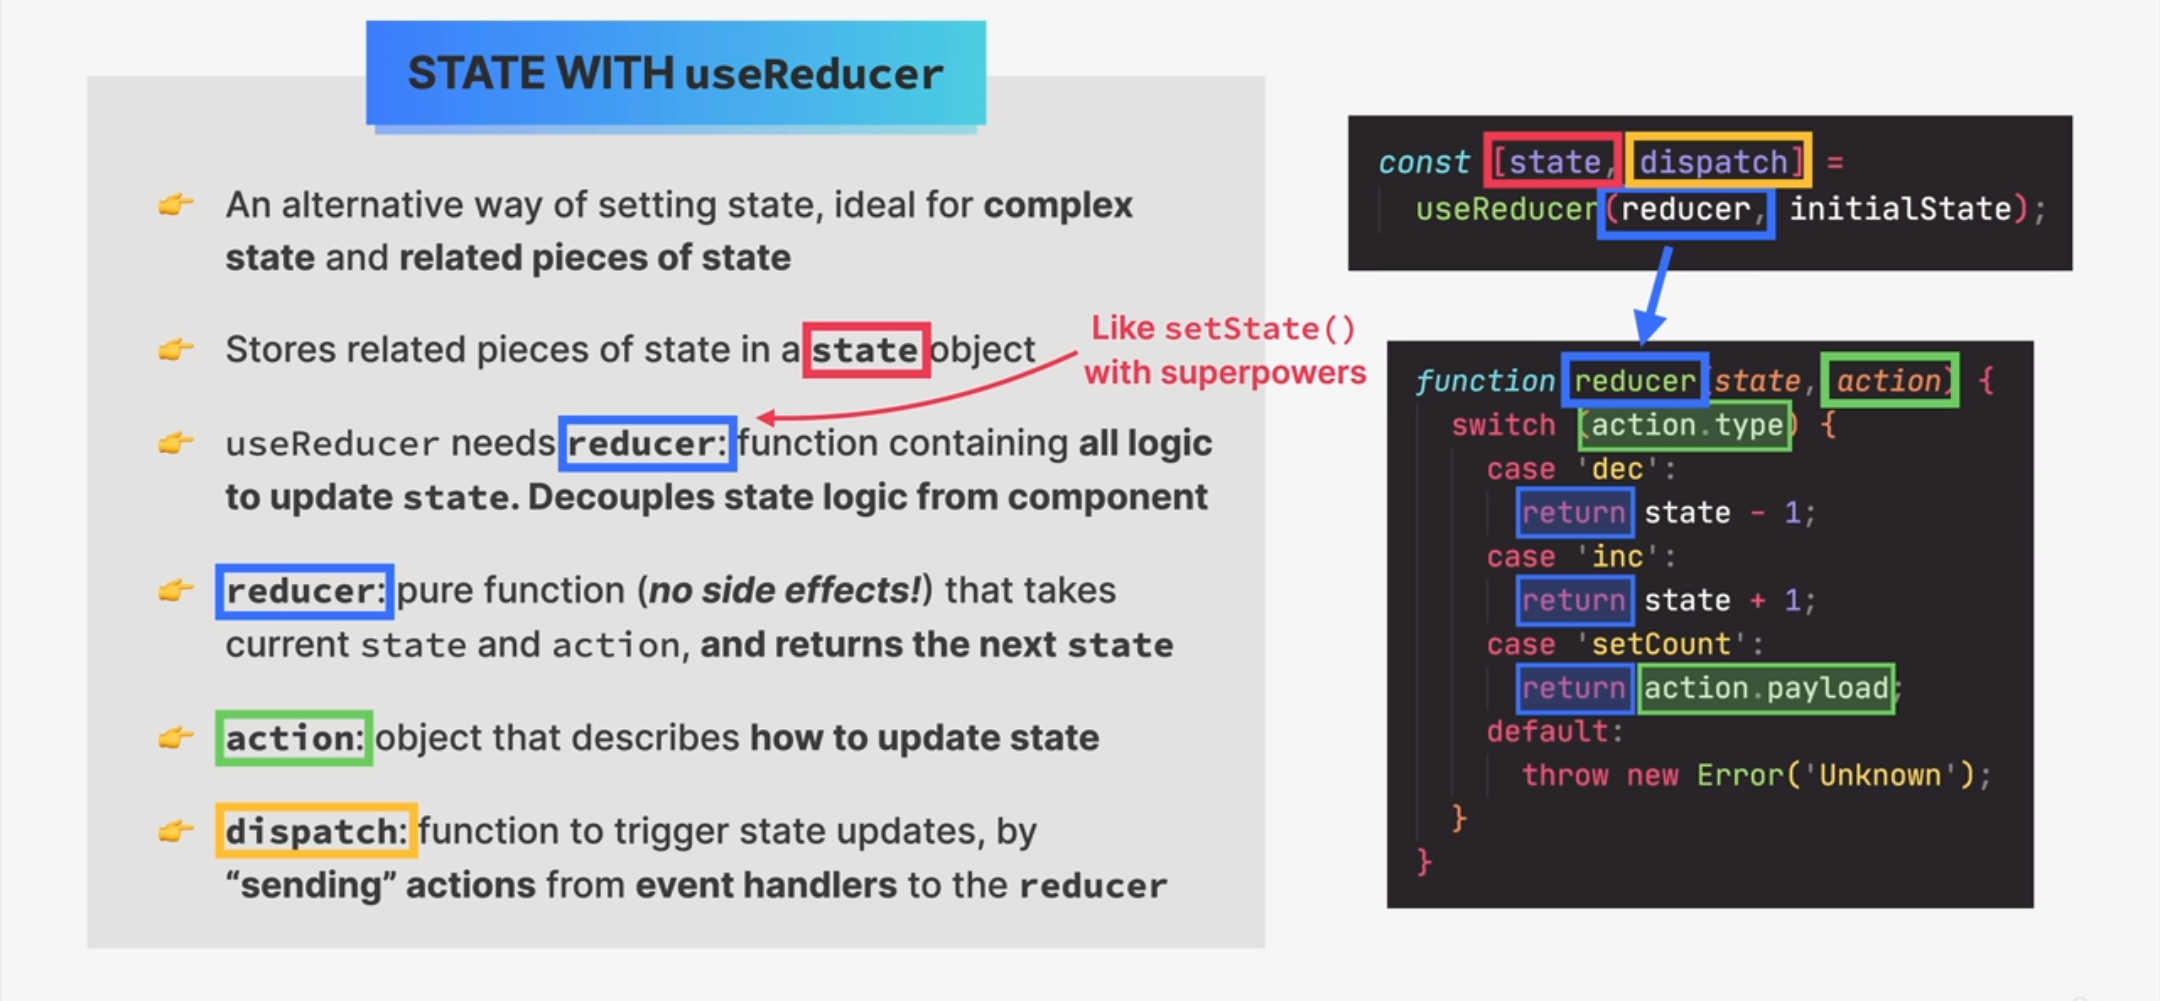 STATE WITH useReducer
An alternative way of setting state, ideal for complex
state and related pieces of state
Stores related pieces of state in a state object
useReducer needs reducer: function containing all logic
to update state. Decouples state logic from component
reducer: pure function (no side effects!) that takes
current state and action, and returns the next state
action: object that describes how to update state
dispatch: function to trigger state updates, by
“sending” actions from event handlers to the reducer
Like setState()
with superpowers
const [state, dispatch] =
useReducer(reducer, initialState);
function reducer(state, action) {
switch (action.type) {
case 'dec':
return state - 1;
case 'inc':
return state + 1;
case 'setCount':
return action.payload;
default:
throw new Error('Unknown');
}
}